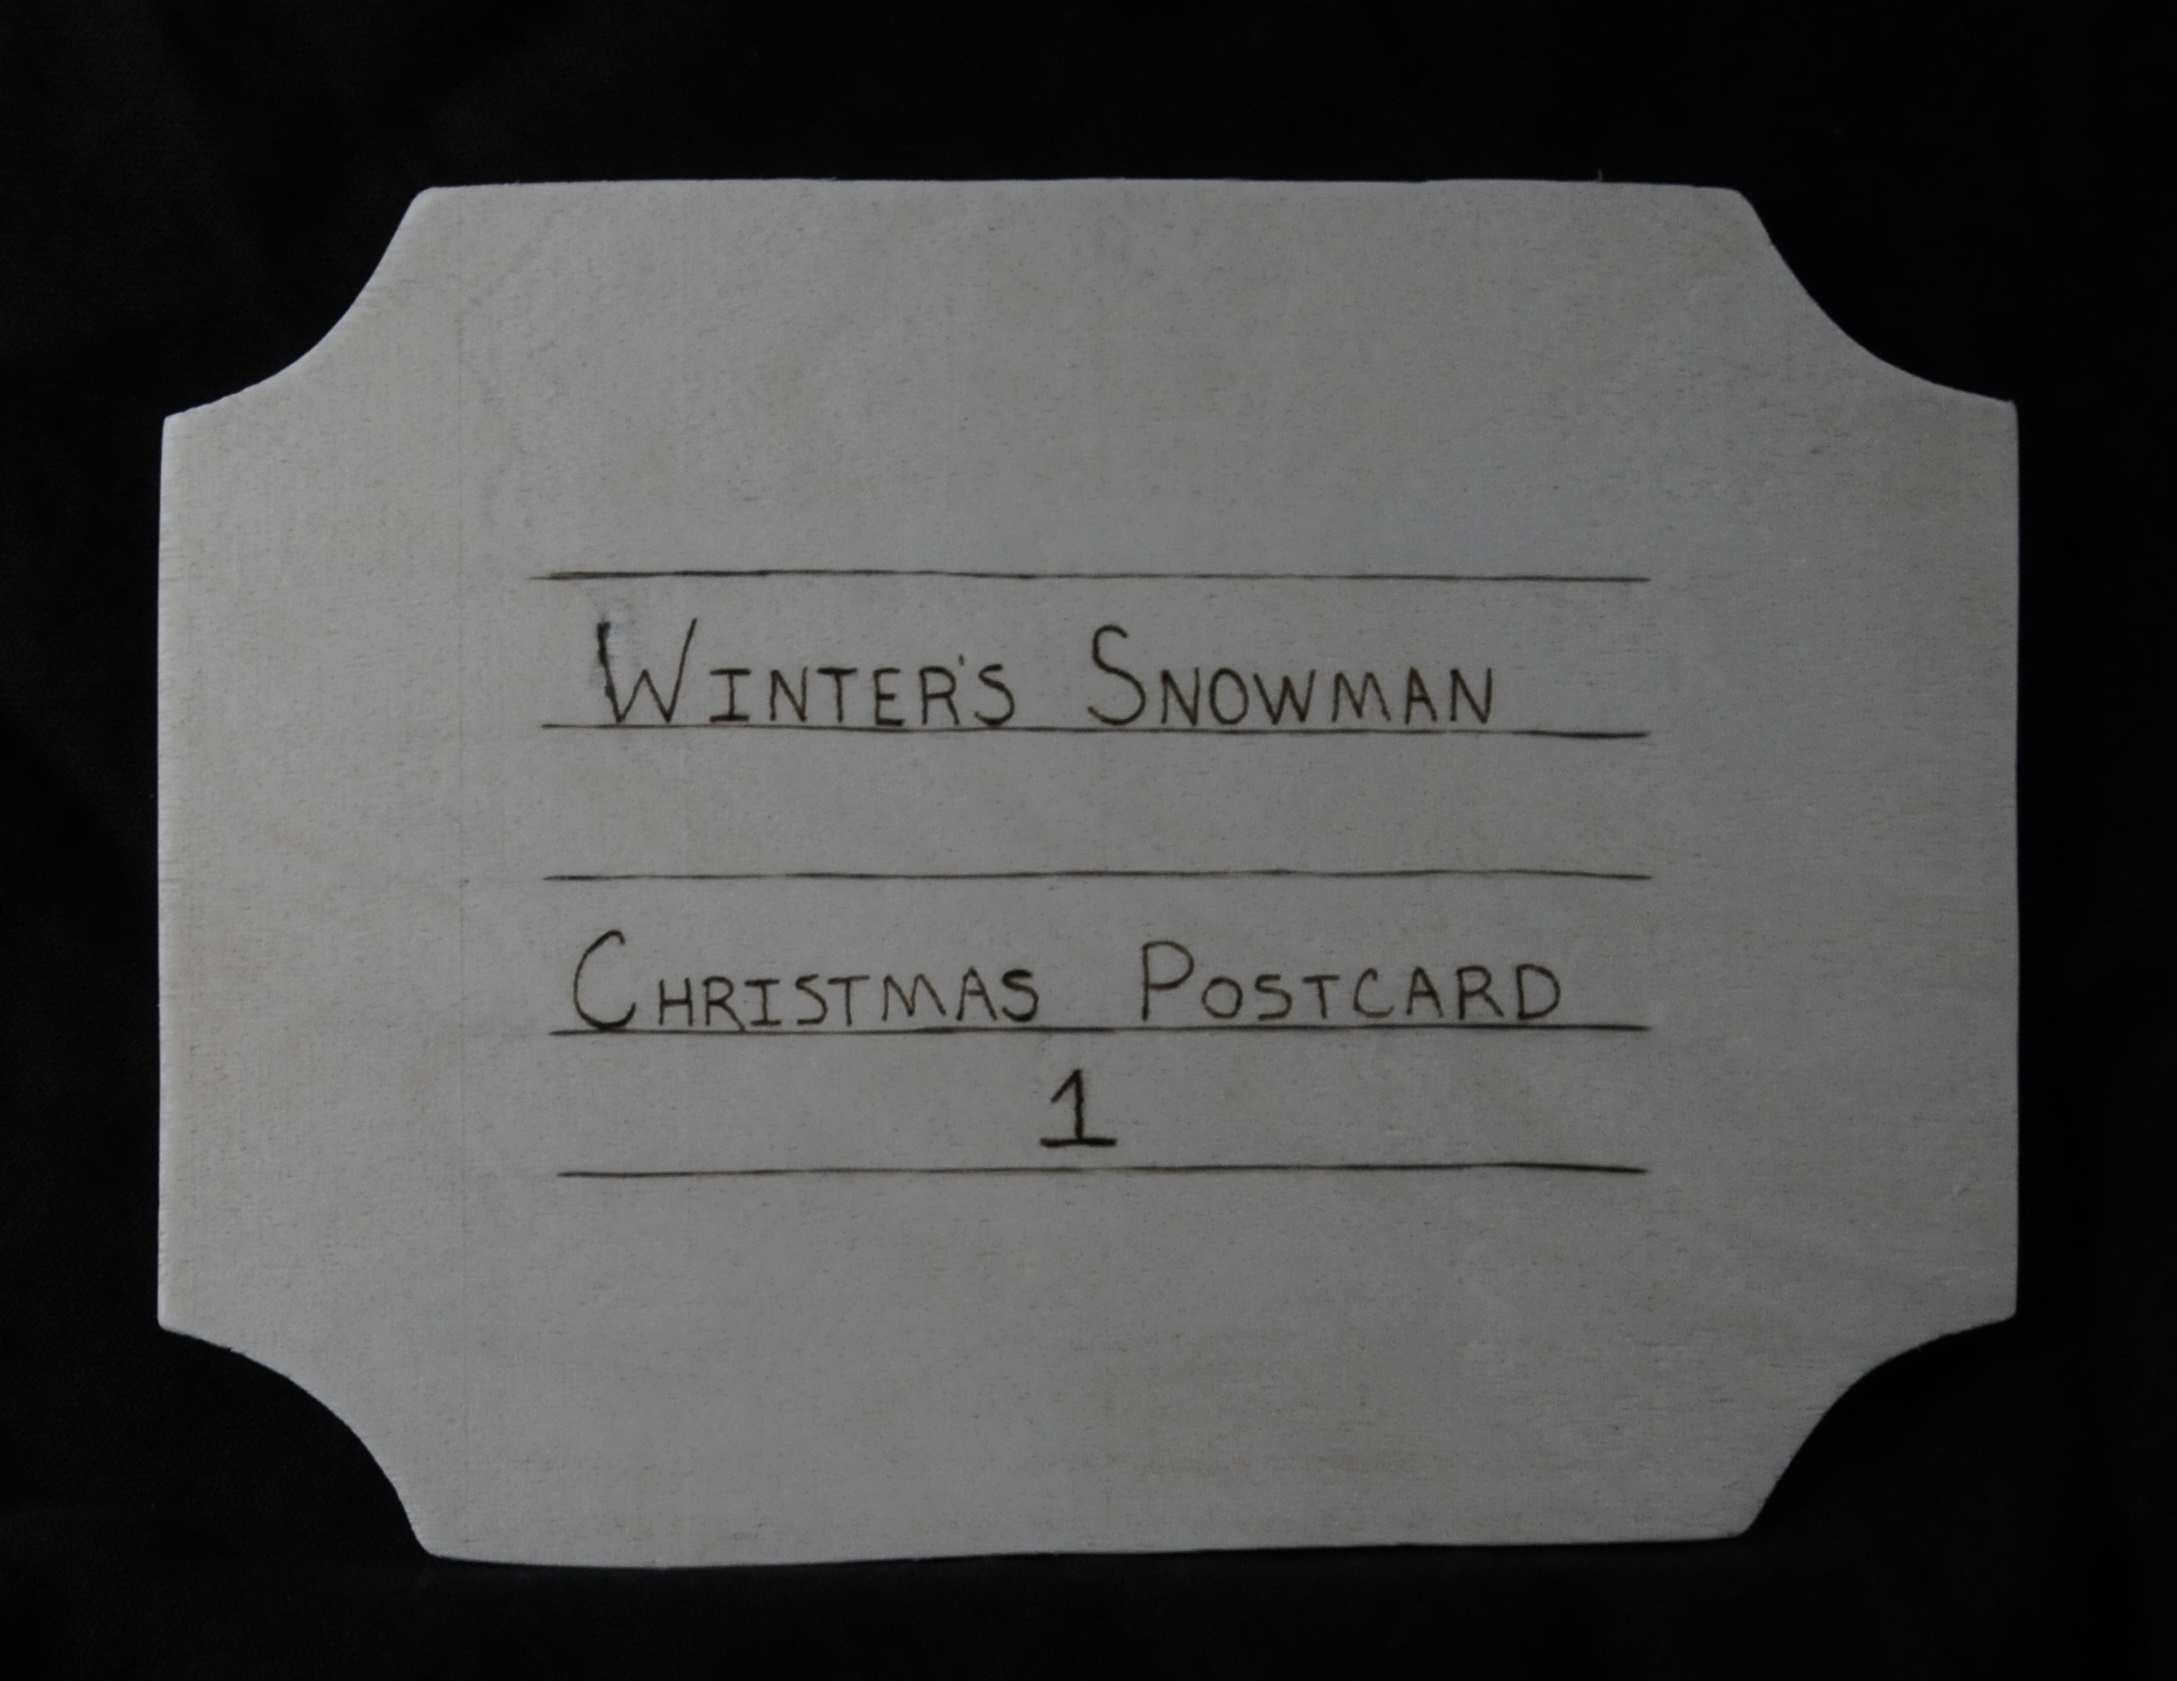 WINTER'S SNOWMAN
CHRISTMAS POSTCARD
1